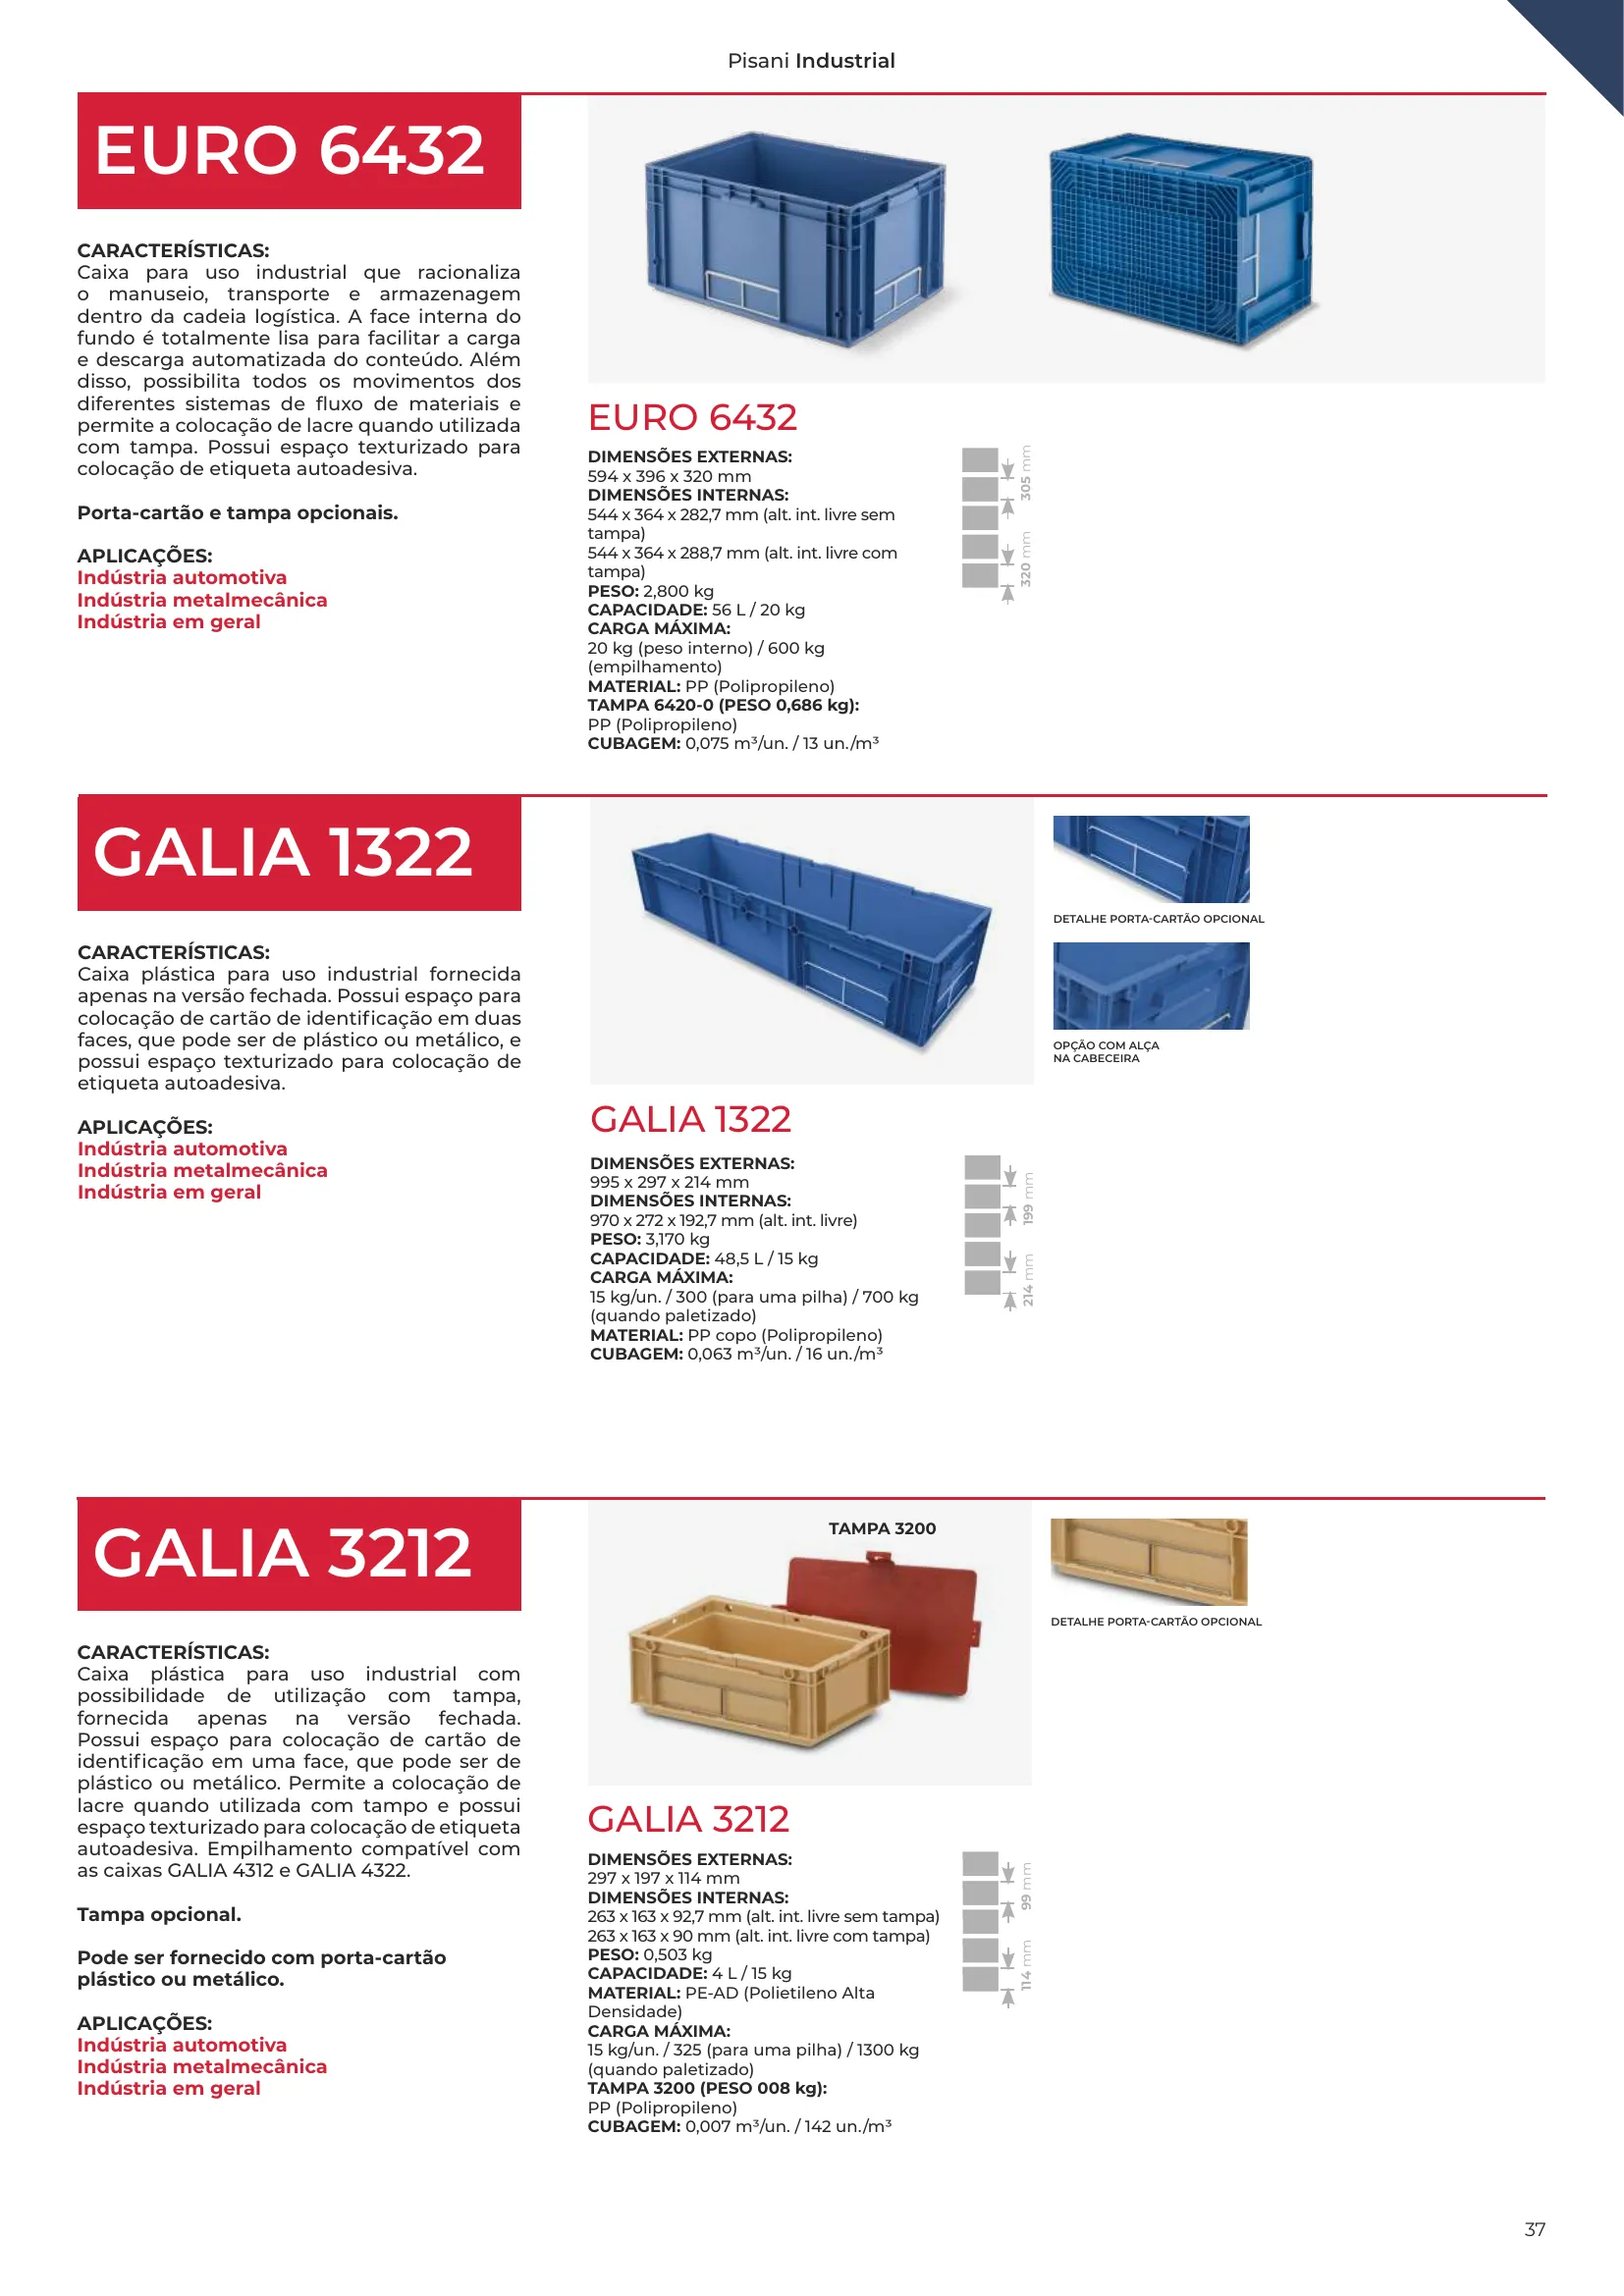 Pisani Industrial
EURO 6432
CARACTERÍSTICAS:
Caixa para uso industrial que racionaliza
o manuseio, transporte e armazenagem
dentro da cadeia logística. A face interna do
fundo é totalmente lisa para facilitar a carga
e descarga automatizada do conteúdo. Além
disso, possibilita todos os movimentos dos
diferentes sistemas de fluxo de materiais e
permite a colocação de lacre quando utilizada
com tampa. Possui espaço texturizado para
colocação de etiqueta autoadesiva.
Porta-cartão e tampa opcionais.
APLICAÇÕES:
Indústria automotiva
Indústria metalmecânica
Indústria em geral
EURO 6432
DIMENSÕES EXTERNAS:
594 x 396 x 320 mm
DIMENSÕES INTERNAS:
544 x 364 x 282,7 mm (alt. int. livre sem
tampa)
544 x 364 x 288,7 mm (alt. int. livre com
tampa)
PESO: 2,800 kg
CAPACIDADE: 56 L / 20 kg
CARGA MÁXIMA:
20 kg (peso interno) / 600 kg
(empilhamento)
MATERIAL: PP (Polipropileno)
TAMPA 6420-0 (PESO 0,686 kg):
PP (Polipropileno)
CUBAGEM: 0,075 m³/un. / 13 un./m³
305 mm
320 mm
GALIA 1322
CARACTERÍSTICAS:
Caixa plástica para uso industrial fornecida
apenas na versão fechada. Possui espaço para
colocação de cartão de identificação em duas
faces, que pode ser de plástico ou metálico, e
possui espaço texturizado para colocação de
etiqueta autoadesiva.
APLICAÇÕES:
Indústria automotiva
Indústria metalmecânica
Indústria em geral
DETALHE PORTA-CARTÃO OPCIONAL
OPÇÃO COM ALÇA
NA CABECEIRA
GALIA 1322
DIMENSÕES EXTERNAS:
995 x 297 x 214 mm
DIMENSÕES INTERNAS:
970 x 272 x 192,7 mm (alt. int. livre)
PESO: 3,170 kg
CAPACIDADE: 48,5 L / 15 kg
CARGA MÁXIMA:
15 kg/un. / 300 (para uma pilha) / 700 kg
(quando paletizado)
MATERIAL: PP copo (Polipropileno)
CUBAGEM: 0,063 m³/un. / 16 un./m³
199 mm
214 mm
GALIA 3212
CARACTERÍSTICAS:
Caixa plástica para uso industrial com
possibilidade de utilização com tampa,
fornecida apenas na versão fechada.
Possui espaço para colocação de cartão de
identificação em uma face, que pode ser de
plástico ou metálico. Permite a colocação de
lacre quando utilizada com tampo e possui
espaço texturizado para colocação de etiqueta
autoadesiva. Empilhamento compatível com
as caixas GALIA 4312 e GALIA 4322.
Tampa opcional.
Pode ser fornecido com porta-cartão
plástico ou metálico.
APLICAÇÕES:
Indústria automotiva
Indústria metalmecânica
Indústria em geral
TAMPA 3200
DETALHE PORTA-CARTÃO OPCIONAL
GALIA 3212
DIMENSÕES EXTERNAS:
297 x 197 x 114 mm
DIMENSÕES INTERNAS:
263 x 163 x 92,7 mm (alt. int. livre sem tampa)
263 x 163 x 90 mm (alt. int. livre com tampa)
PESO: 0,503 kg
CAPACIDADE: 4 L / 15 kg
MATERIAL: PE-AD (Polietileno Alta
Densidade)
CARGA MÁXIMA:
15 kg/un. / 325 (para uma pilha) / 1300 kg
(quando paletizado)
TAMPA 3200 (PESO 008 kg):
PP (Polipropileno)
CUBAGEM: 0,007 m³/un. / 142 un./m³
99 mm
114 mm
37